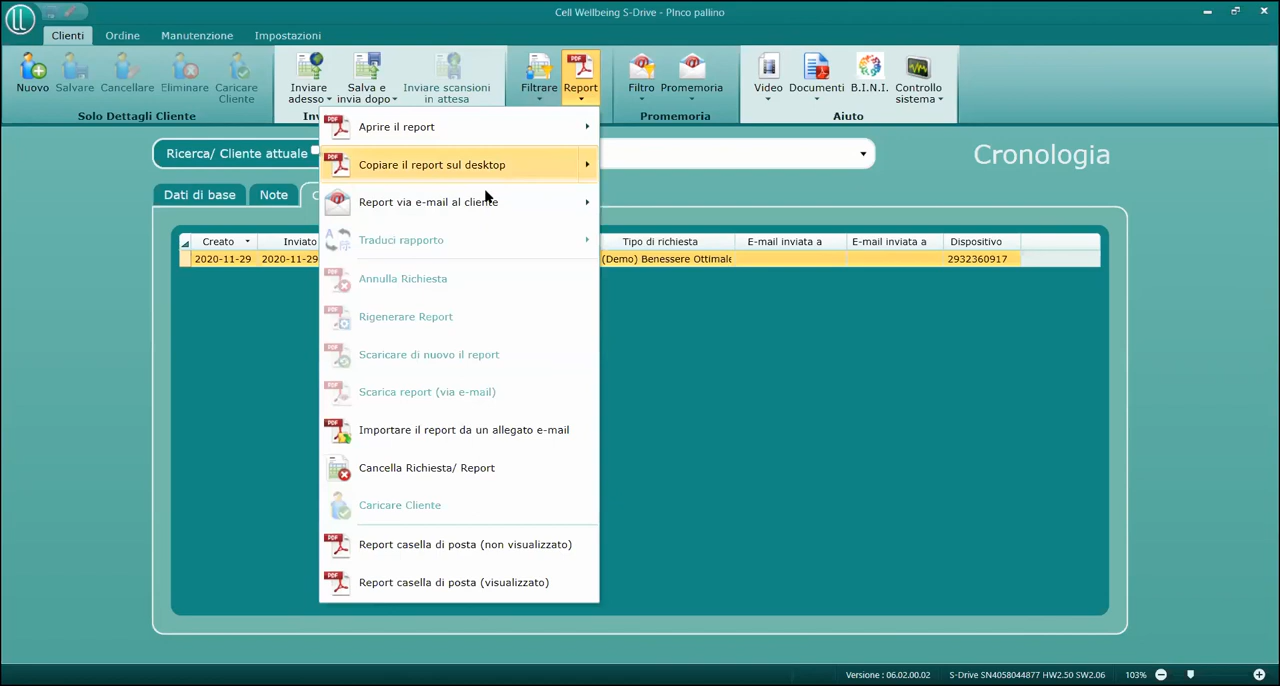 Cell Wellbeing S-Drive - PInco pallino
Clienti Ordine Manutenzione Impostazioni
Nuovo Salvare Cancellare Eliminare Caricare Cliente
Solo Dettagli Cliente
Inviare adesso Salva e invia dopo Inviare scansioni in attesa
Filtrare Report
Filtro Promemoria
Promemoria
Video Documenti B.I.N.I. Controllo sistema
Aiuto
Ricerca/ Cliente attuale
Cronologia
Dati di base Note
Creato Inviato Tipo di richiesta E-mail inviata a E-mail inviata a Dispositivo
2020-11-29 2020-11-29 (Demo) Benessere Ottimale 2932360917
Aprire il report
Copiare il report sul desktop
Report via e-mail al cliente
Traduci rapporto
Annulla Richiesta
Rigenerare Report
Scaricare di nuovo il report
Scarica report (via e-mail)
Importare il report da un allegato e-mail
Cancella Richiesta/ Report
Caricare Cliente
Report casella di posta (non visualizzato)
Report casella di posta (visualizzato)
Versione : 06.02.00.02 S-Drive SN4058044877 HW2.50 SW2.06 103%